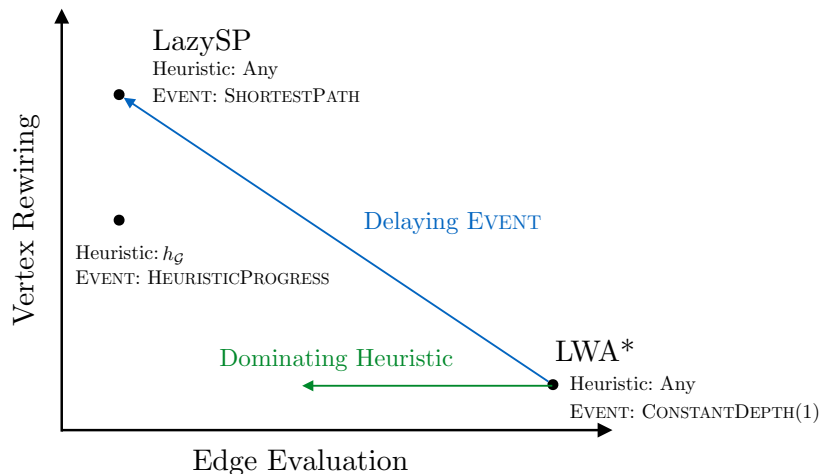 LazySP
Heuristic: Any
EVENT: SHORTESTPATH
Vertex Rewiring
Delaying EVENT
Heuristic: h𝒢
EVENT: HEURISTICPROGRESS
Dominating Heuristic
LWA*
Heuristic: Any
EVENT: CONSTANTDEPTH(1)
Edge Evaluation